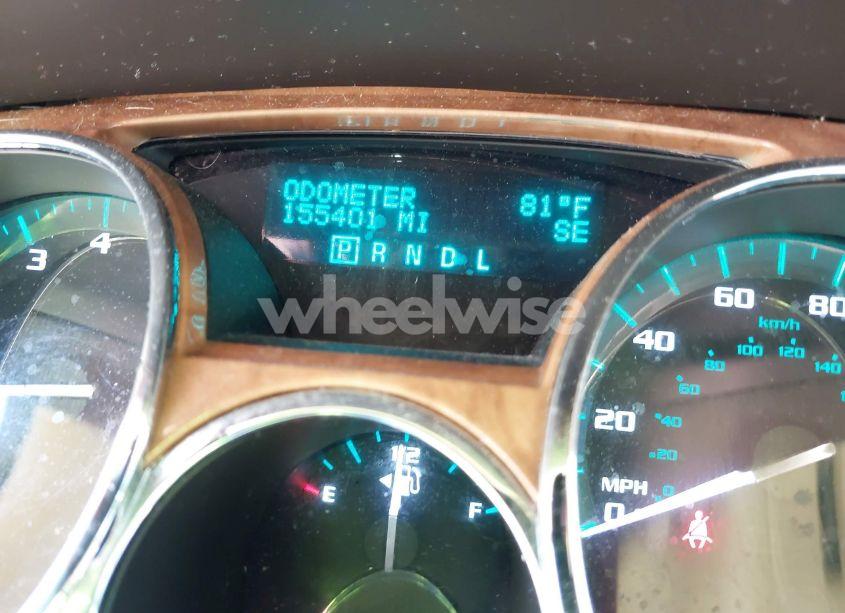 ODOMETER 81°F
155401 MI SE
P R N D L
wheelwise
3 4
20 40 60 80
km/h
20 40 60 80 100 120 140
MPH
0 0
E 1/2 F